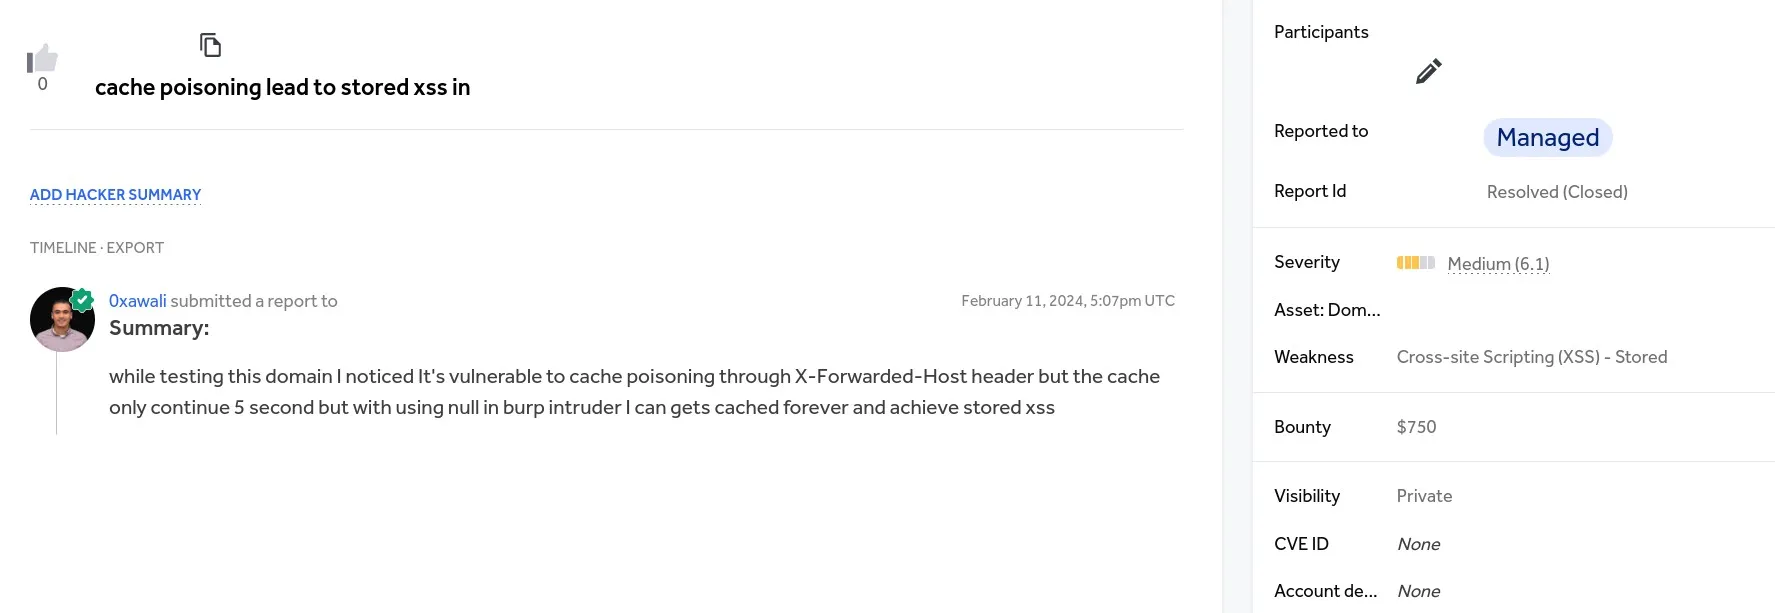 0
cache poisoning lead to stored xss in
ADD HACKER SUMMARY
TIMELINE · EXPORT
0xawali submitted a report to
February 11, 2024, 5:07pm UTC
Summary:
while testing this domain I noticed It's vulnerable to cache poisoning through X-Forwarded-Host header but the cache
only continue 5 second but with using null in burp intruder I can gets cached forever and achieve stored xss
Participants
Reported to Managed
Report Id Resolved (Closed)
Severity Medium (6.1)
Asset: Dom...
Weakness Cross-site Scripting (XSS) - Stored
Bounty $750
Visibility Private
CVE ID None
Account de... None